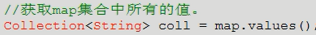 //获取map集合中所有的值。
Collection<String> coll = map.values();